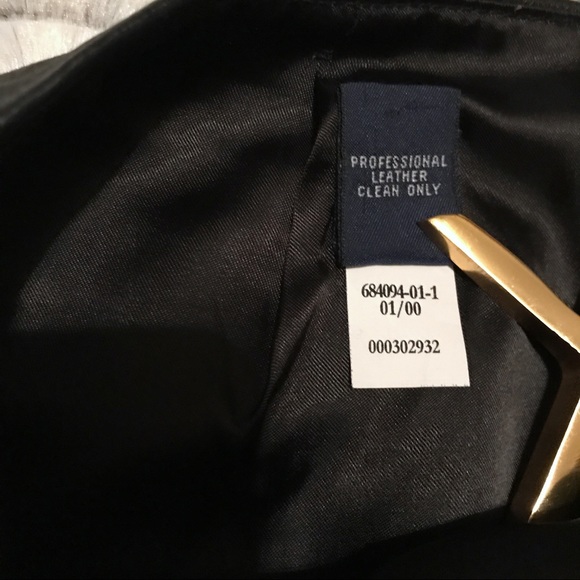 PROFESSIONAL
LEATHER
CLEAN ONLY
684094-01-1
01/00
000302932